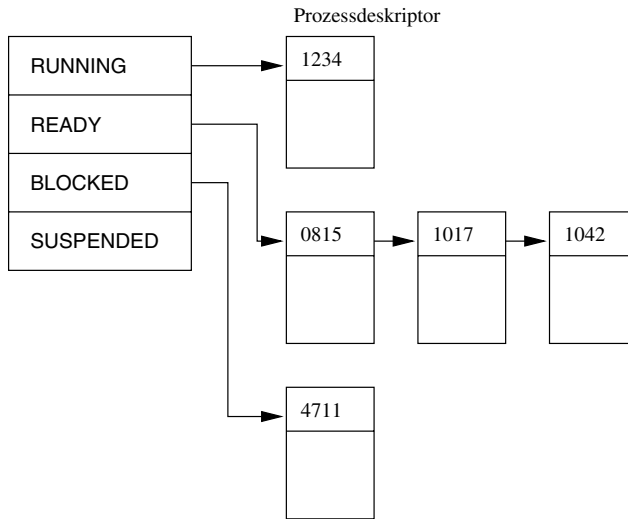 Prozessdeskriptor
RUNNING
1234
READY
BLOCKED
SUSPENDED
0815
1017
1042
4711